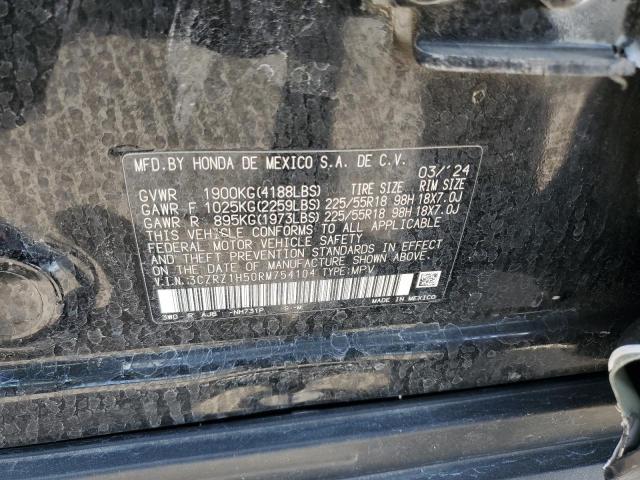 MFD.BY HONDA DE MEXICO S.A. DE C.V. 03/'24
GVWR 1900KG(4188LBS) TIRE SIZE RIM SIZE
GAWR F 1025KG(2259LBS) 225/55R18 98H 18X7.0J
GAWR R 895KG(1973LBS) 225/55R18 98H 18X7.0J
THIS VEHICLE CONFORMS TO ALL APPLICABLE
FEDERAL MOTOR VEHICLE SAFETY
AND THEFT PREVENTION STANDARDS IN EFFECT
ON THE DATE OF MANUFACTURE SHOWN ABOVE.
V.I.N.:3CZRZ1H50RM754104 TYPE:MPV
3W0 AJ6 -NH731P